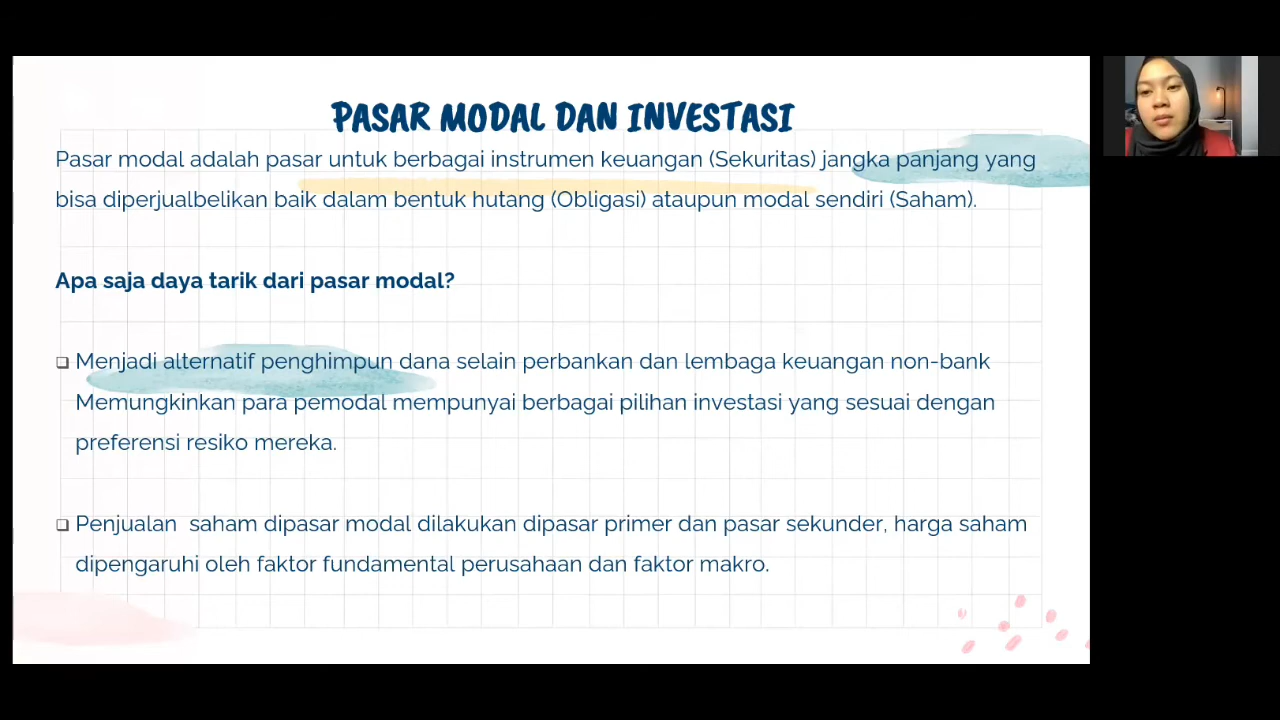 PASAR MODAL DAN INVESTASI
Pasar modal adalah pasar untuk berbagai instrumen keuangan (Sekuritas) jangka panjang yang
bisa diperjualbelikan baik dalam bentuk hutang (Obligasi) ataupun modal sendiri (Saham).
Apa saja daya tarik dari pasar modal?
❑ Menjadi alternatif penghimpun dana selain perbankan dan lembaga keuangan non-bank
Memungkinkan para pemodal mempunyai berbagai pilihan investasi yang sesuai dengan
preferensi resiko mereka.
❑ Penjualan  saham dipasar modal dilakukan dipasar primer dan pasar sekunder, harga saham
dipengaruhi oleh faktor fundamental perusahaan dan faktor makro.